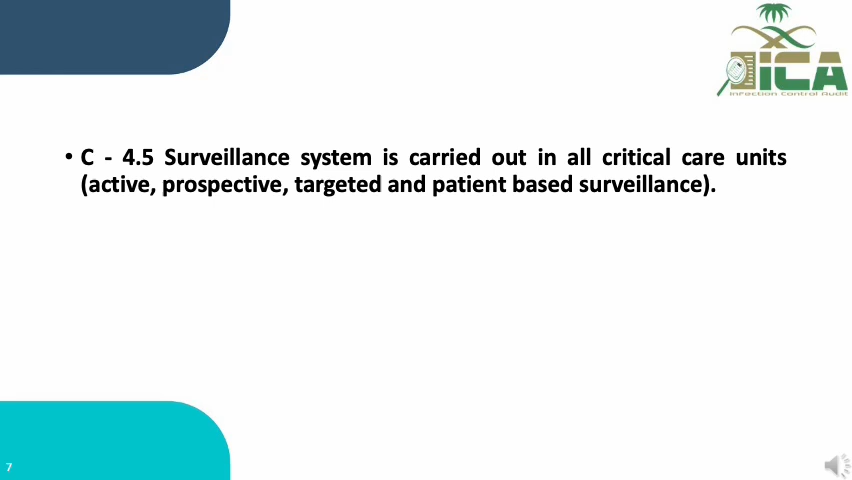 iCA
Infection Control Audit
• C - 4.5 Surveillance system is carried out in all critical care units
(active, prospective, targeted and patient based surveillance).
7